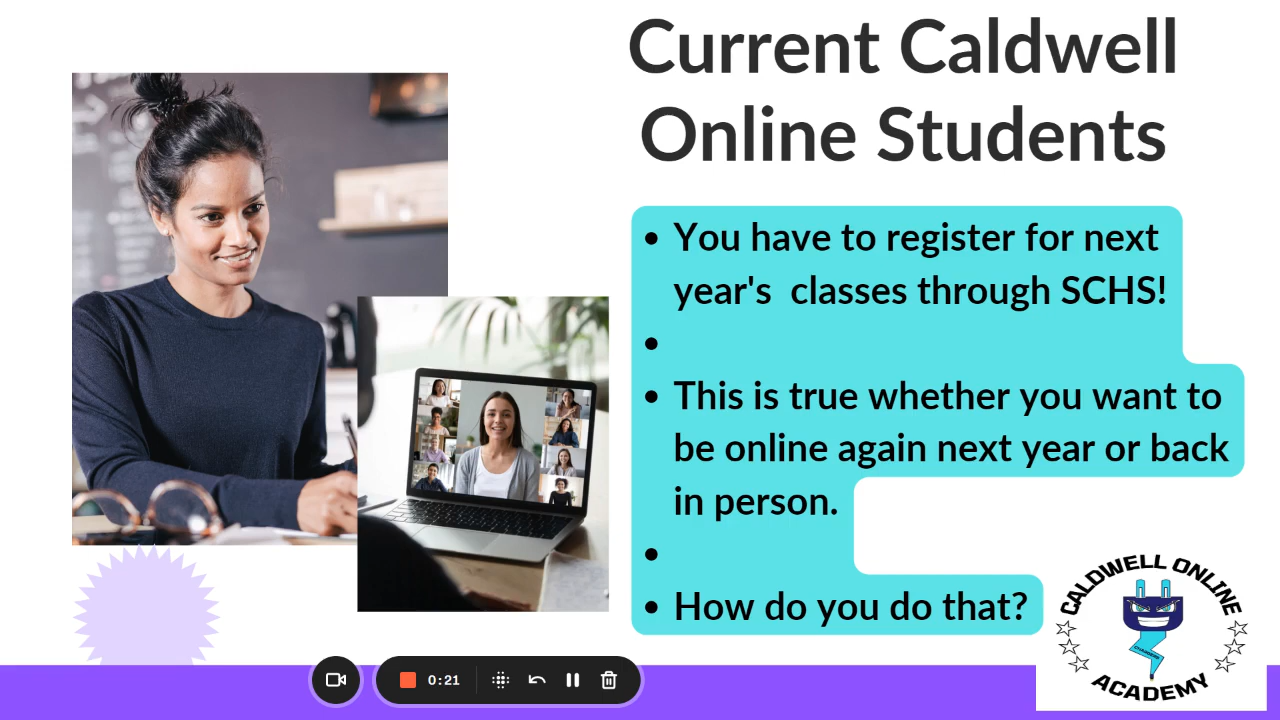 Current Caldwell
Online Students
• You have to register for next
year's  classes through SCHS!
•
• This is true whether you want to
be online again next year or back
in person.
•
• How do you do that?
CALDWELL ONLINE
CHARGERS
ACADEMY
0:21